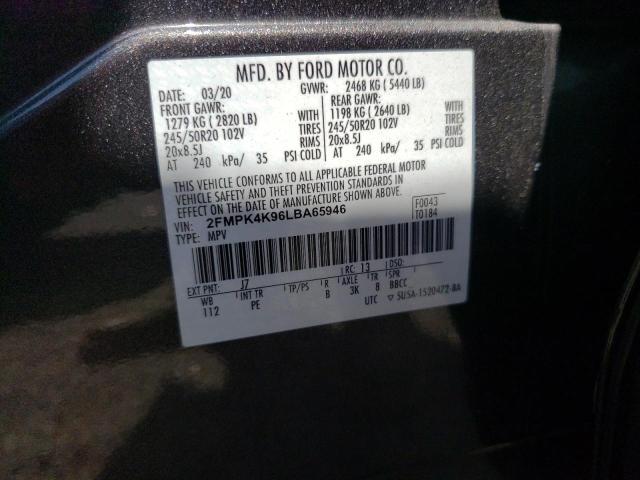 MFD. BY FORD MOTOR CO.
DATE: 03/20 GVWR: 2468 KG ( 5440 LB)
FRONT GAWR: REAR GAWR:
1279 KG ( 2820 LB) WITH 1198 KG ( 2640 LB) WITH
245/50R20 102V TIRES 245/50R20 102V TIRES
20x8.5J RIMS 20x8.5J RIMS
AT 240 kPa/ 35 PSI COLD AT 240 kPa/ 35 PSI COLD
THIS VEHICLE CONFORMS TO ALL APPLICABLE FEDERAL MOTOR
VEHICLE SAFETY AND THEFT PREVENTION STANDARDS IN
EFFECT ON THE DATE OF MANUFACTURE SHOWN ABOVE.
VIN: 2FMPK4K96LBA65946 F0043
TYPE: MPV T0184
EXT PNT: J7 RC: 13 DSO:
WB INT TR TP/PS R AXLE TR SPR
112 PE B 3K 8 BBCC
UTC ▽ 5U5A-1520472-BA